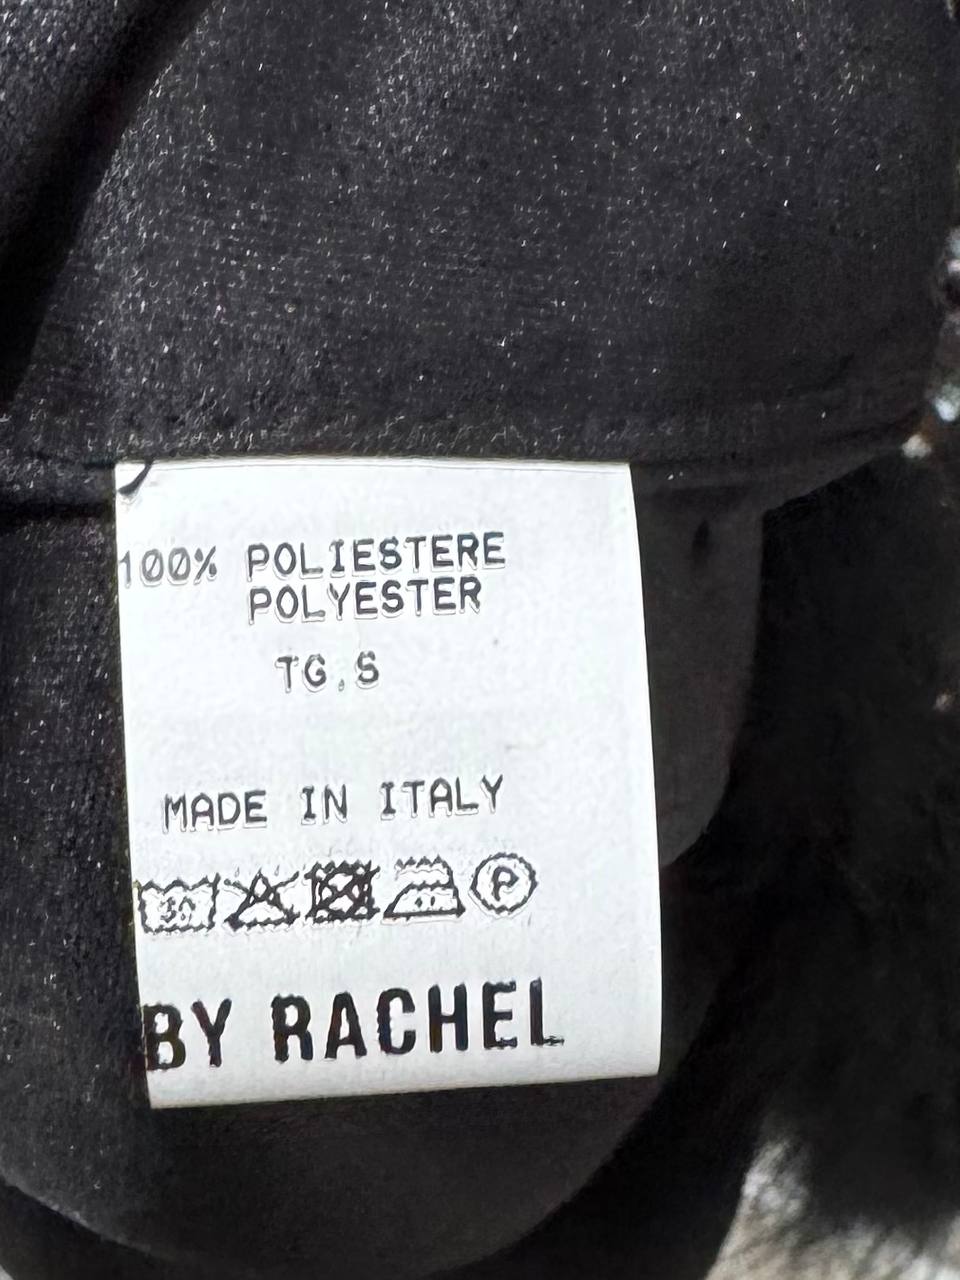 100% POLIESTERE
POLYESTER
TG.S
MADE IN ITALY
P
BY RACHEL